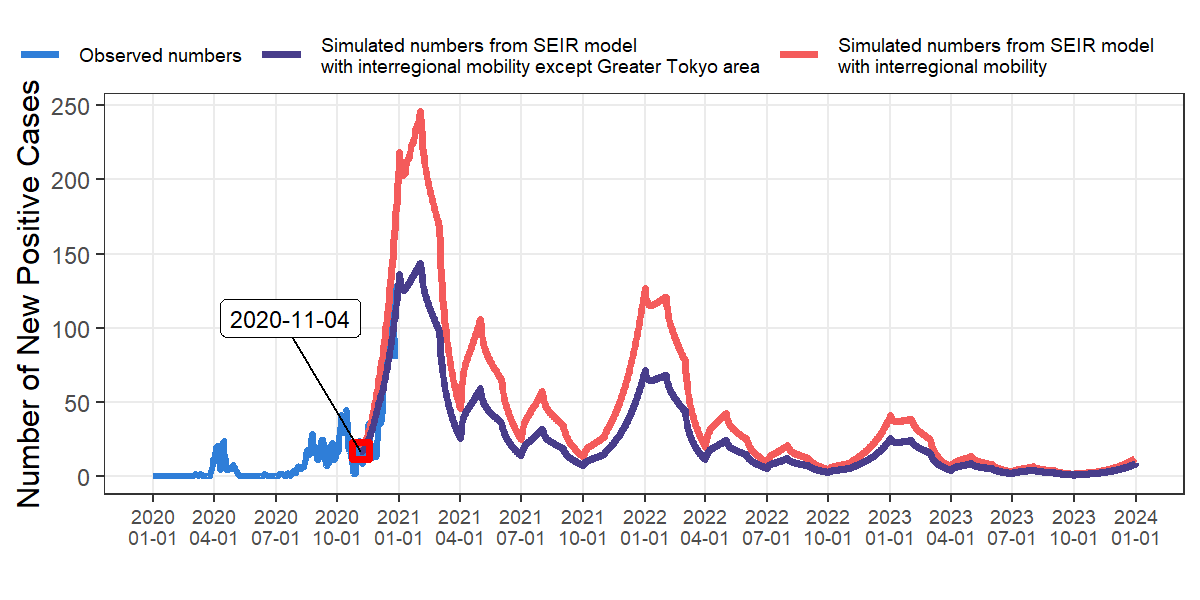 Observed numbers
Simulated numbers from SEIR model
with interregional mobility except Greater Tokyo area
Simulated numbers from SEIR model
with interregional mobility
Number of New Positive Cases
250
200
150
100
50
0
2020-11-04
2020 2020 2020 2020 2021 2021 2021 2021 2022 2022 2022 2022 2023 2023 2023 2023 2024
01-01 04-01 07-01 10-01 01-01 04-01 07-01 10-01 01-01 04-01 07-01 10-01 01-01 04-01 07-01 10-01 01-01